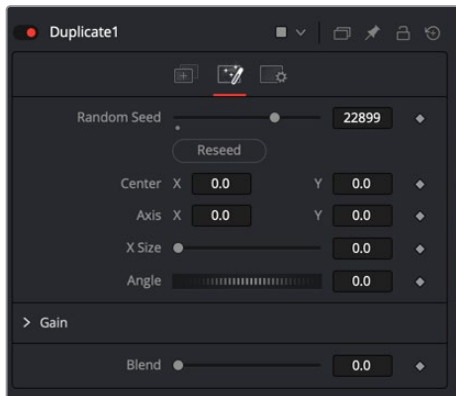 Duplicate1
Random Seed 22899
Reseed
Center X 0.0 Y 0.0
Axis X 0.0 Y 0.0
X Size 0.0
Angle 0.0
Gain
Blend 0.0